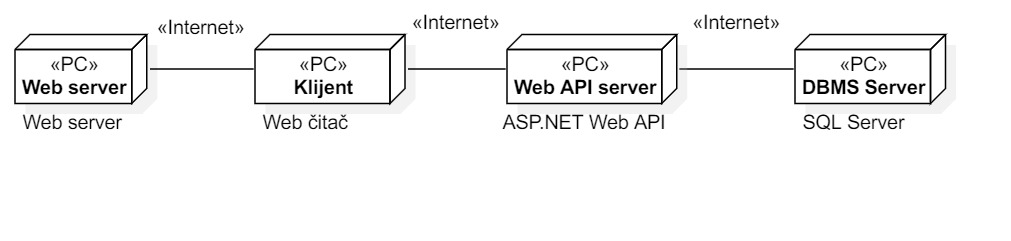 «Internet»
«Internet»
«Internet»
«PC»
Web server
Web server
«PC»
Klijent
Web čitač
«PC»
Web API server
ASP.NET Web API
«PC»
DBMS Server
SQL Server